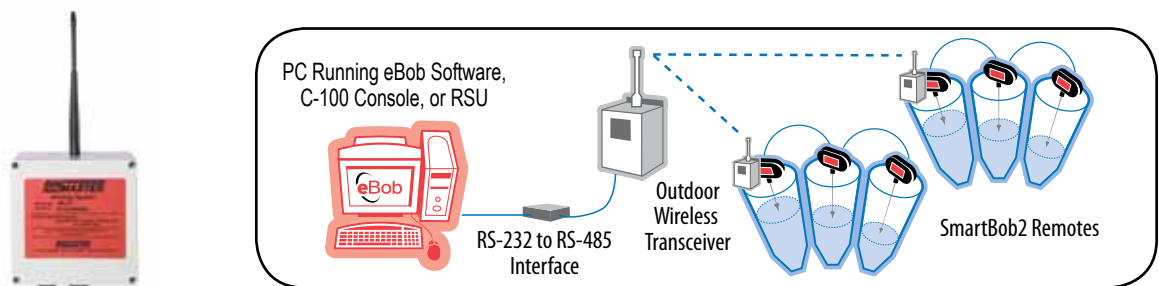 BINMASTER
PC Running eBob Software,
C-100 Console, or RSU
eBob
RS-232 to RS-485
Interface
Outdoor
Wireless
Transceiver
SmartBob2 Remotes